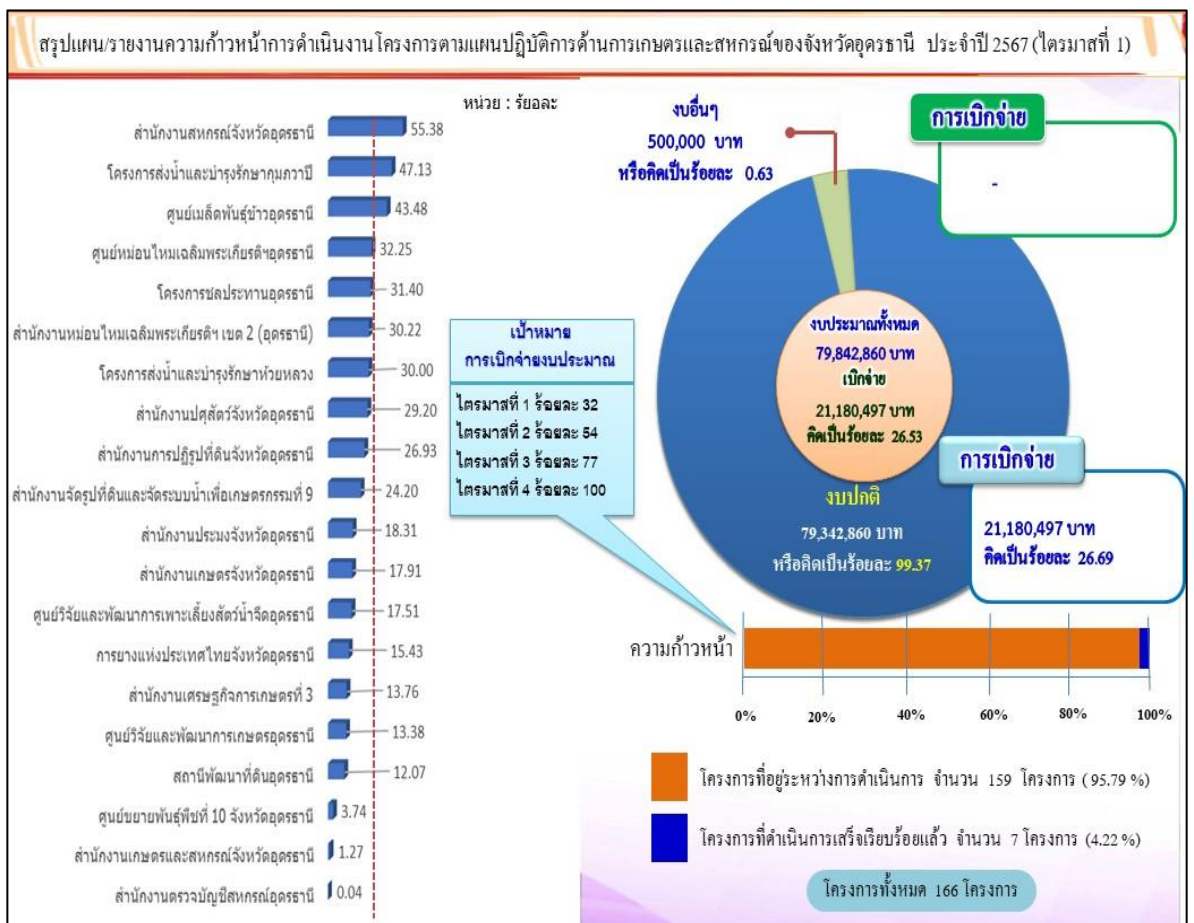 สรุปแผน/รายงานความก้าวหน้าการดำเนินงานโครงการตามแผนปฏิบัติการด้านการเกษตรและสหกรณ์ของจังหวัดอุดรธานี ประจำปี 2567 (ไตรมาสที่ 1)
หน่วย : ร้อยละ
สำนักงานสหกรณ์จังหวัดอุดรธานี 55.38
โครงการส่งน้ำและบำรุงรักษากุมภวาปี 47.13
ศูนย์เมล็ดพันธุ์ข้าวอุดรธานี 43.48
ศูนย์หม่อนไหมเฉลิมพระเกียรติฯอุดรธานี 32.25
โครงการชลประทานอุดรธานี 31.40
สำนักงานหม่อนไหมเฉลิมพระเกียรติฯ เขต 2 (อุดรธานี) 30.22
โครงการส่งน้ำและบำรุงรักษาห้วยหลวง 30.00
สำนักงานปศุสัตว์จังหวัดอุดรธานี 29.20
สำนักงานการปฏิรูปที่ดินจังหวัดอุดรธานี 26.93
สำนักงานจัดรูปที่ดินและจัดระบบน้ำเพื่อเกษตรกรรมที่ 9 24.20
สำนักงานประมงจังหวัดอุดรธานี 18.31
สำนักงานเกษตรจังหวัดอุดรธานี 17.91
ศูนย์วิจัยและพัฒนาการเพาะเลี้ยงสัตว์น้ำจืดอุดรธานี 17.51
การยางแห่งประเทศไทยจังหวัดอุดรธานี 15.43
สำนักงานเศรษฐกิจการเกษตรที่ 3 13.76
ศูนย์วิจัยและพัฒนาการเกษตรอุดรธานี 13.38
สถานีพัฒนาที่ดินอุดรธานี 12.07
ศูนย์ขยายพันธุ์พืชที่ 10 จังหวัดอุดรธานี 3.74
สำนักงานเกษตรและสหกรณ์จังหวัดอุดรธานี 1.27
สำนักงานตรวจบัญชีสหกรณ์อุดรธานี 0.04
เป้าหมาย
การเบิกจ่ายงบประมาณ
ไตรมาสที่ 1 ร้อยละ 32
ไตรมาสที่ 2 ร้อยละ 54
ไตรมาสที่ 3 ร้อยละ 77
ไตรมาสที่ 4 ร้อยละ 100
งบอื่นๆ
500,000 บาท
หรือคิดเป็นร้อยละ 0.63
การเบิกจ่าย
-
งบประมาณทั้งหมด
79,842,860 บาท
เบิกจ่าย
21,180,497 บาท
คิดเป็นร้อยละ 26.53
งบปกติ
79,342,860 บาท
หรือคิดเป็นร้อยละ 99.37
การเบิกจ่าย
21,180,497 บาท
คิดเป็นร้อยละ 26.69
ความก้าวหน้า
0% 20% 40% 60% 80% 100%
โครงการที่อยู่ระหว่างการดำเนินการ จำนวน 159 โครงการ ( 95.79 %)
โครงการที่ดำเนินการเสร็จเรียบร้อยแล้ว จำนวน 7 โครงการ (4.22 %)
โครงการทั้งหมด 166 โครงการ